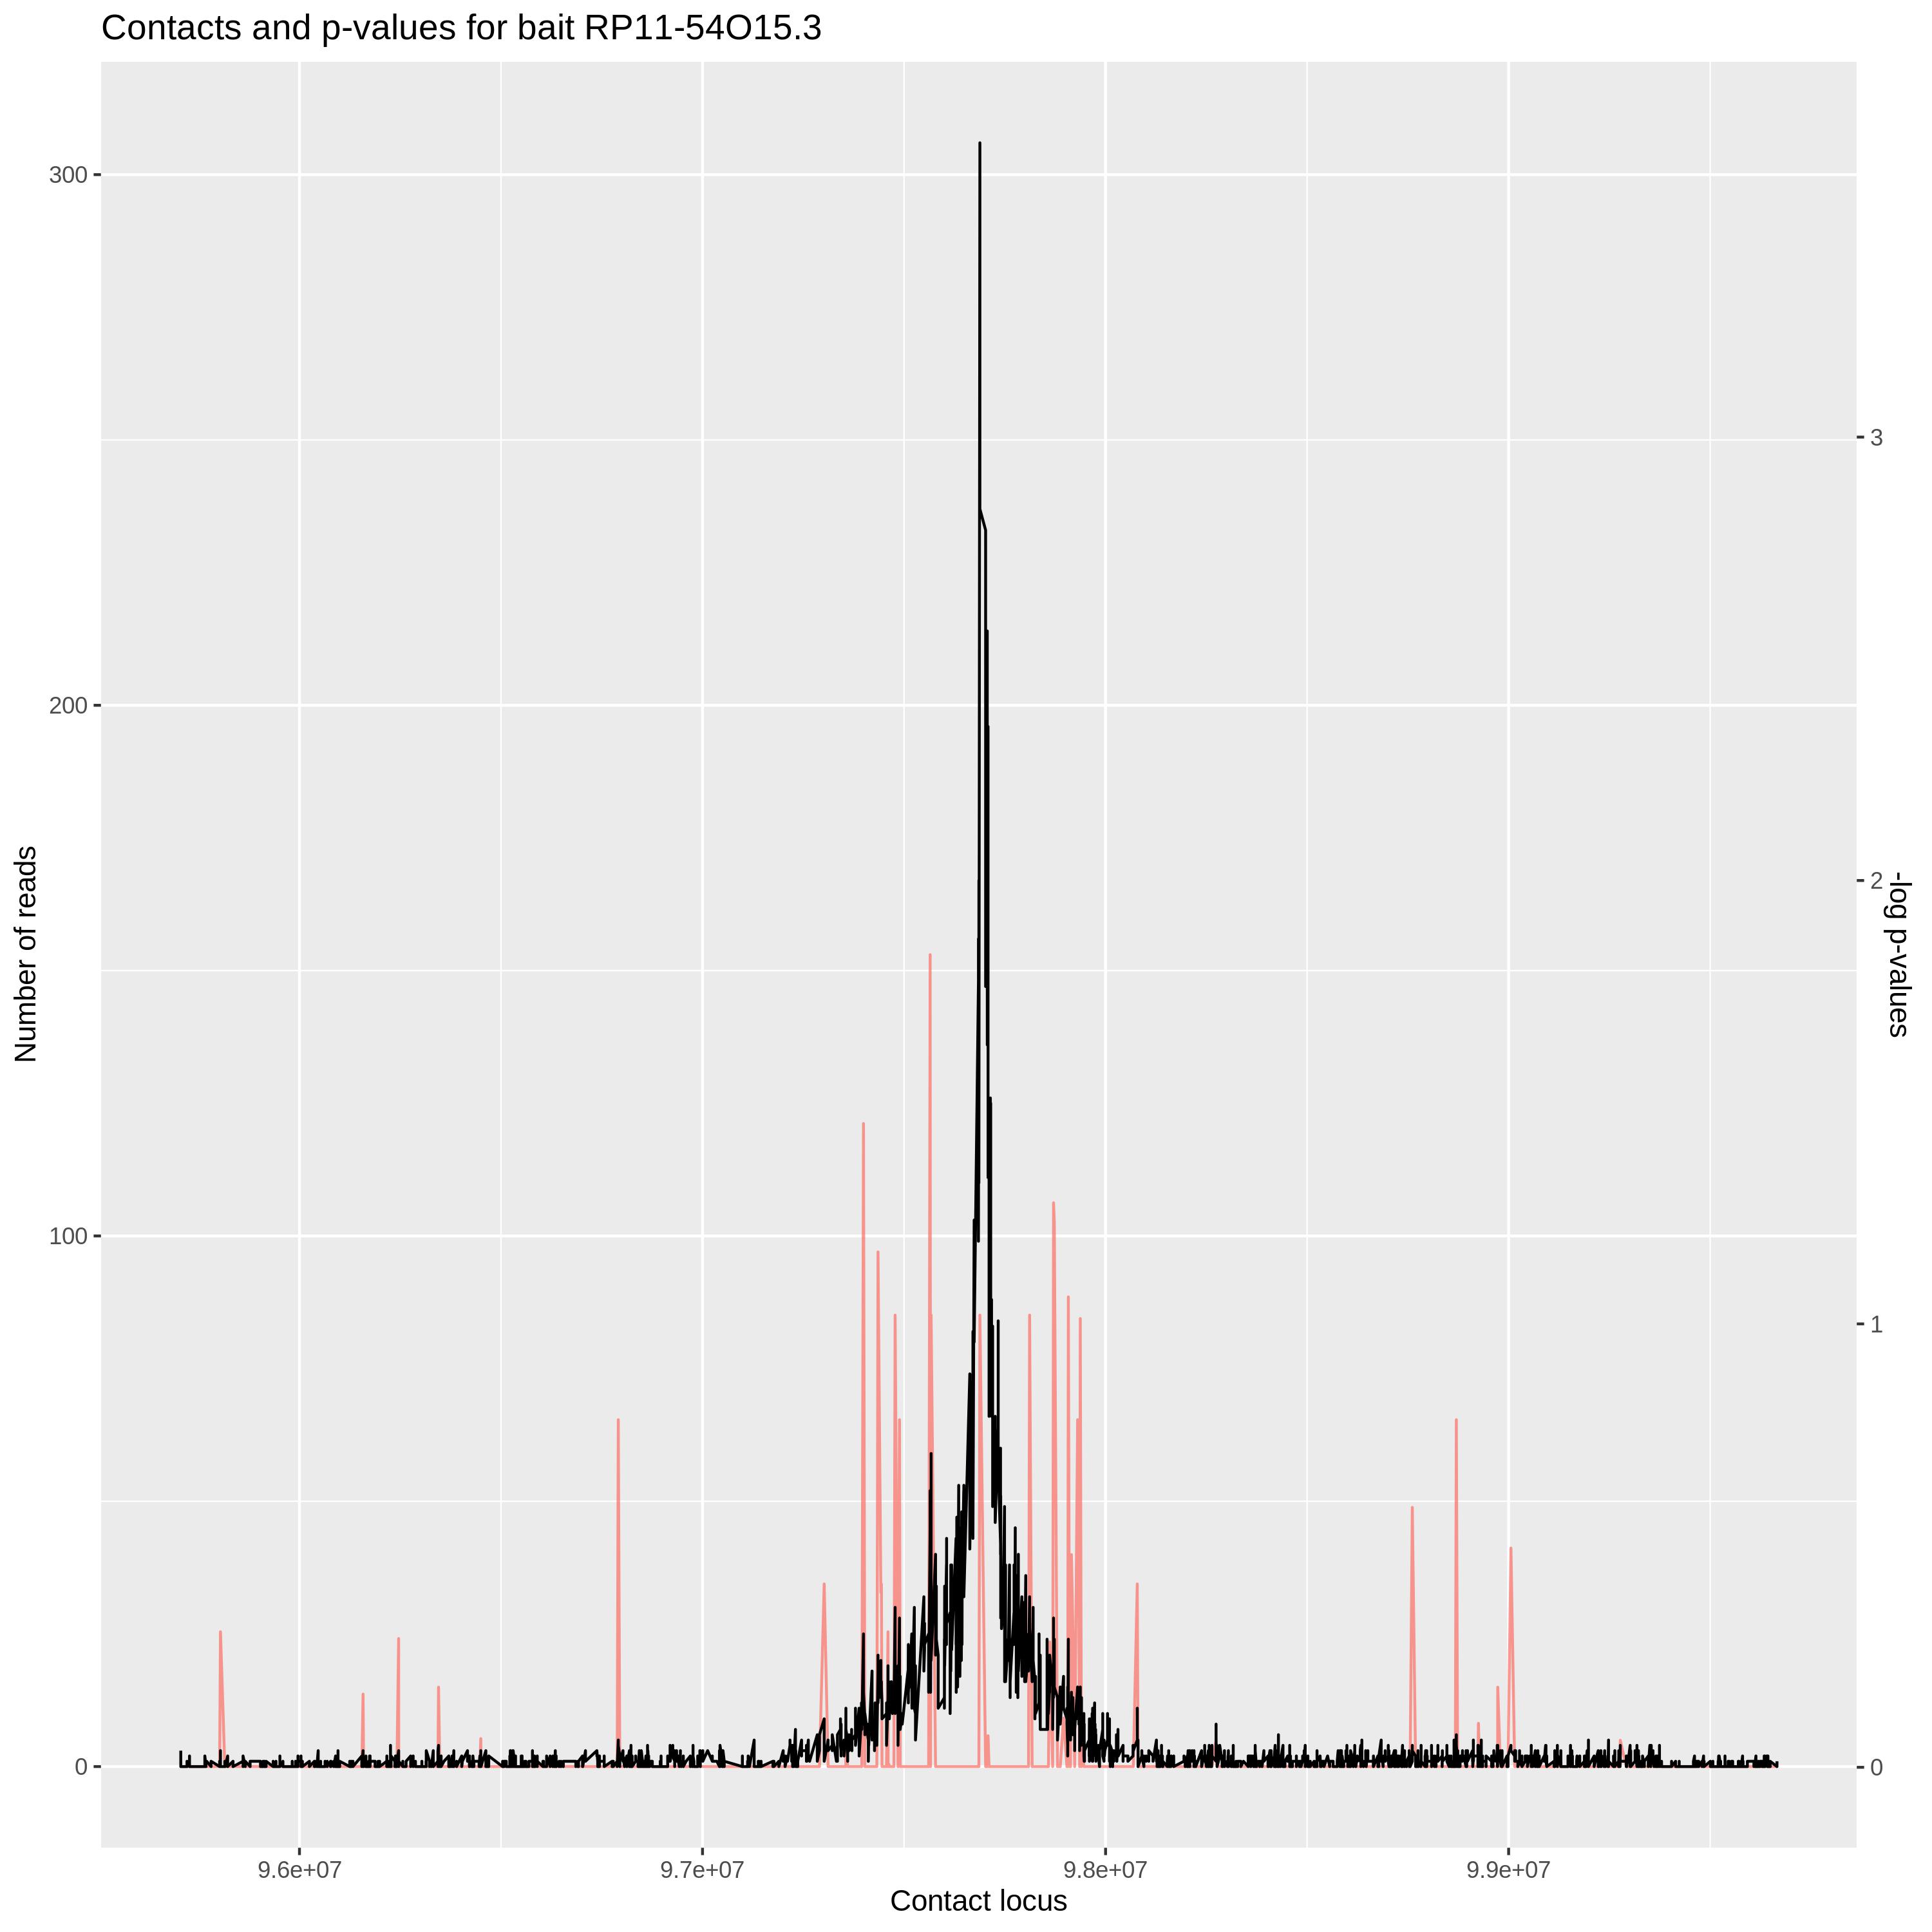 Contacts and p-values for bait RP11-54O15.3
300
200
100
0
Number of reads
3
2
1
0
-log p-values
9.6e+07
9.7e+07
9.8e+07
9.9e+07
Contact locus